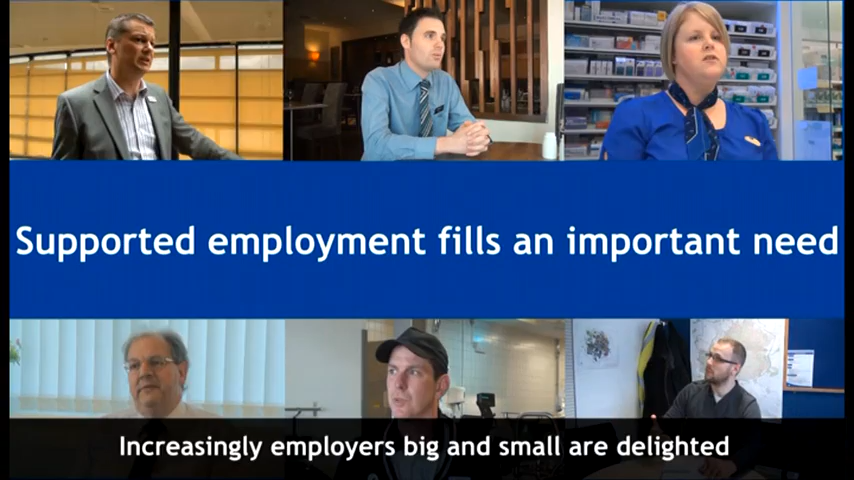 Supported employment fills an important need
Increasingly employers big and small are delighted